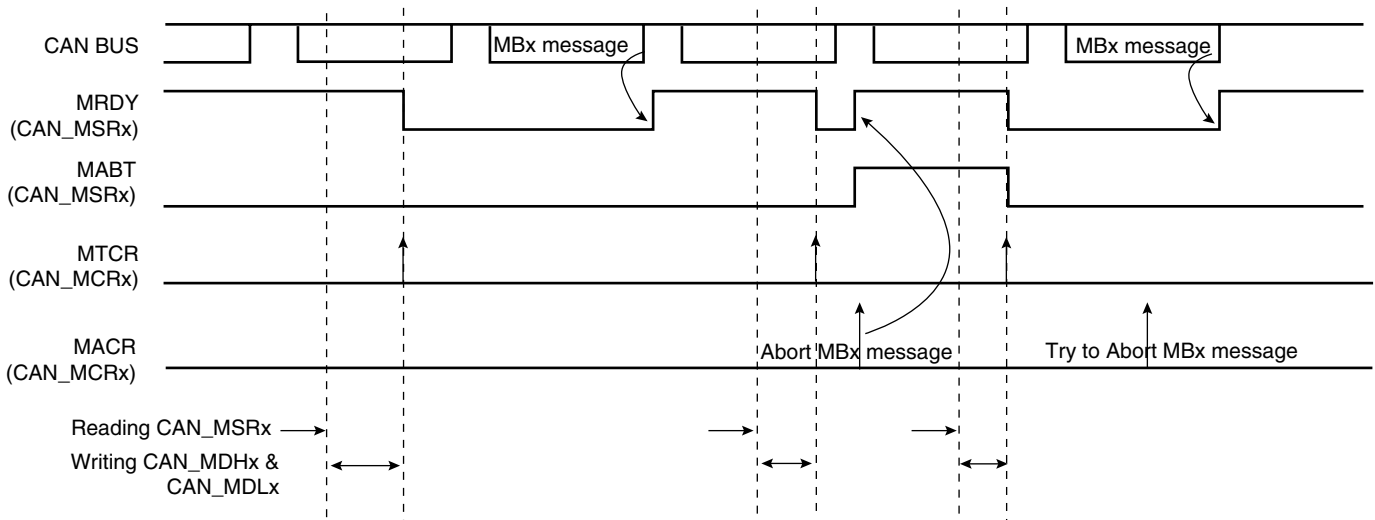 CAN BUS
MBx message
MBx message
MRDY
(CAN_MSRx)
MABT
(CAN_MSRx)
MTCR
(CAN_MCRx)
MACR
(CAN_MCRx)
Abort MBx message
Try to Abort MBx message
Reading CAN_MSRx
Writing CAN_MDHx &
CAN_MDLx